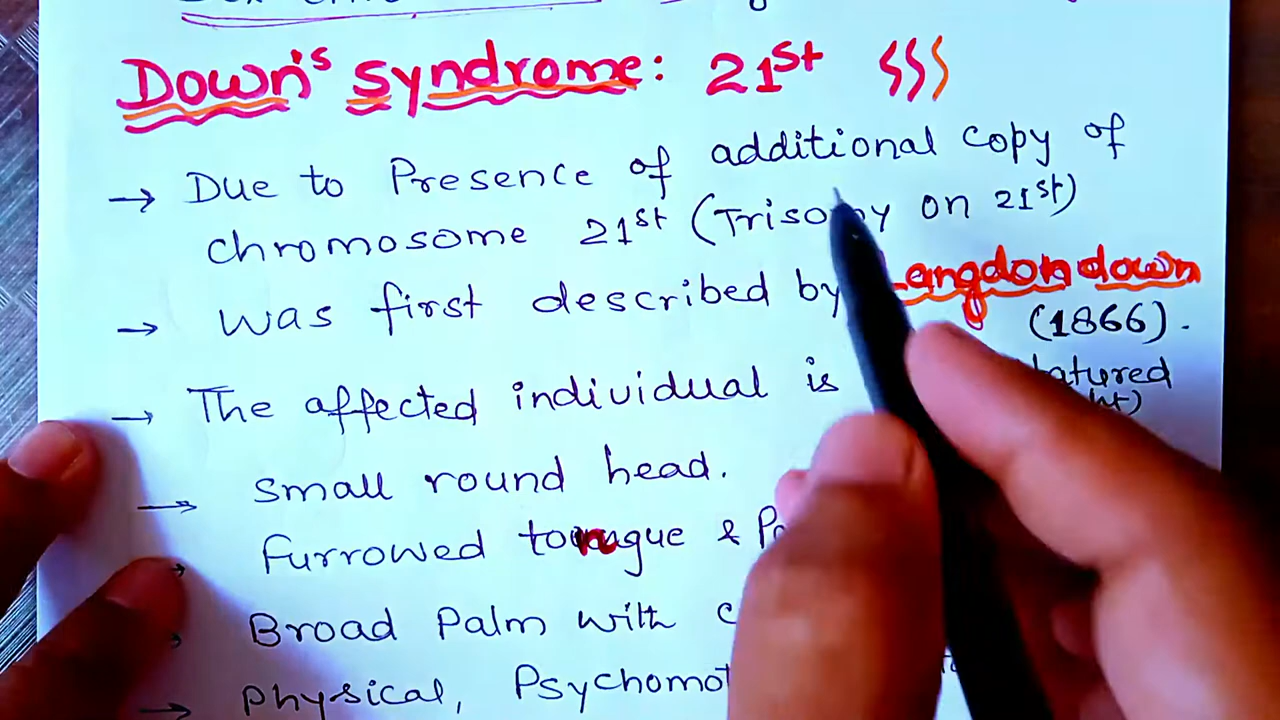 Down's syndrome: 21st
→ Due to Presence of additional copy of
chromosome 21st (Trisomy on 21st)
→ was first described by Langdon down
(1866).
→ The affected individual is
→ small round head.
Furrowed tongue &
Broad Palm with
→ Physical,